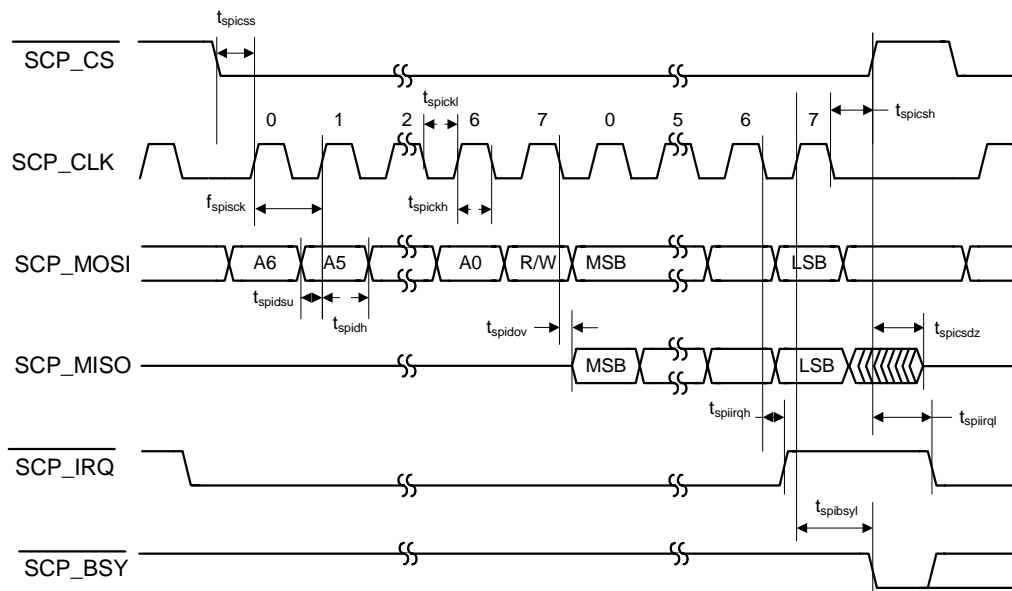 tspicss
SCP_CS
tspickl
0 1 2 6 7 0 5 6 7
tspicsh
SCP_CLK
fspisck
tspickh
SCP_MOSI
A6 A5 A0 R/W MSB LSB
tspidsu
tspidh
tspidov
tspicsdz
SCP_MISO
MSB LSB
tspiirqh
tspiirql
SCP_IRQ
tspibsyl
SCP_BSY